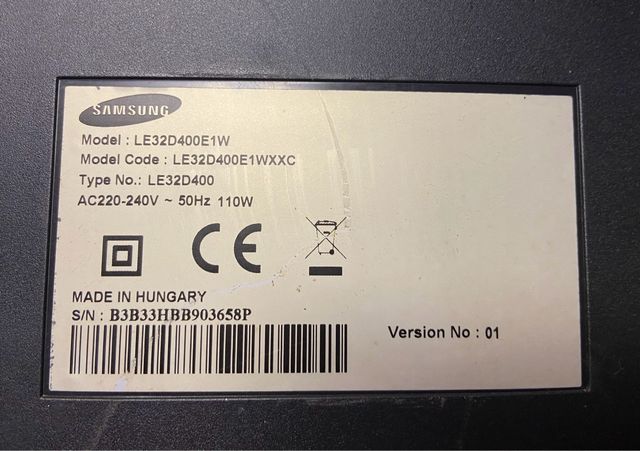 SAMSUNG
Model : LE32D400E1W
Model Code : LE32D400E1WXXC
Type No.: LE32D400
AC220-240V ~ 50Hz 110W
CE
MADE IN HUNGARY
S/N : B3B33HBB903658P
Version No : 01